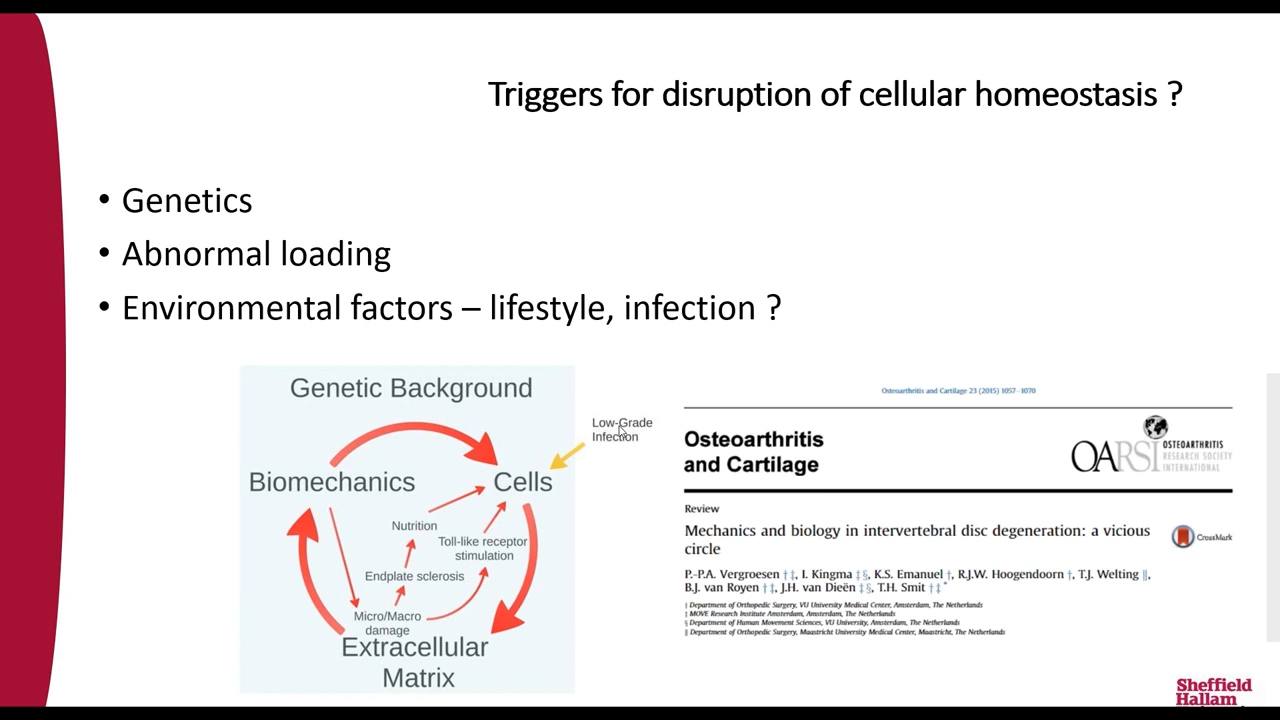 Triggers for disruption of cellular homeostasis ?
• Genetics
• Abnormal loading
• Environmental factors – lifestyle, infection ?
Genetic Background
Low-Grade
Infection
Biomechanics
Cells
Nutrition
Toll-like receptor
stimulation
Endplate sclerosis
Micro/Macro
damage
Extracellular
Matrix
Osteoarthritis and Cartilage 23 (2015) 1057–1070
Osteoarthritis
and Cartilage
OARSI
OSTEOARTHRITIS
RESEARCH SOCIETY
INTERNATIONAL
Review
Mechanics and biology in intervertebral disc degeneration: a vicious
circle
CrossMark
P.-P.A. Vergroesen † ‡, I. Kingma ‡ §, K.S. Emanuel †, R.J.W. Hoogendoorn †, T.J. Welting ‖,
B.J. van Royen † ‡, J.H. van Dieën ‡ §, T.H. Smit † ‡ *
† Department of Orthopedic Surgery, VU University Medical Center, Amsterdam, The Netherlands
‡ MOVE Research Institute Amsterdam, Amsterdam, The Netherlands
§ Department of Human Movement Sciences, VU University, Amsterdam, The Netherlands
‖ Department of Orthopedic Surgery, Maastricht University Medical Center, Maastricht, The Netherlands
Sheffield
Hallam